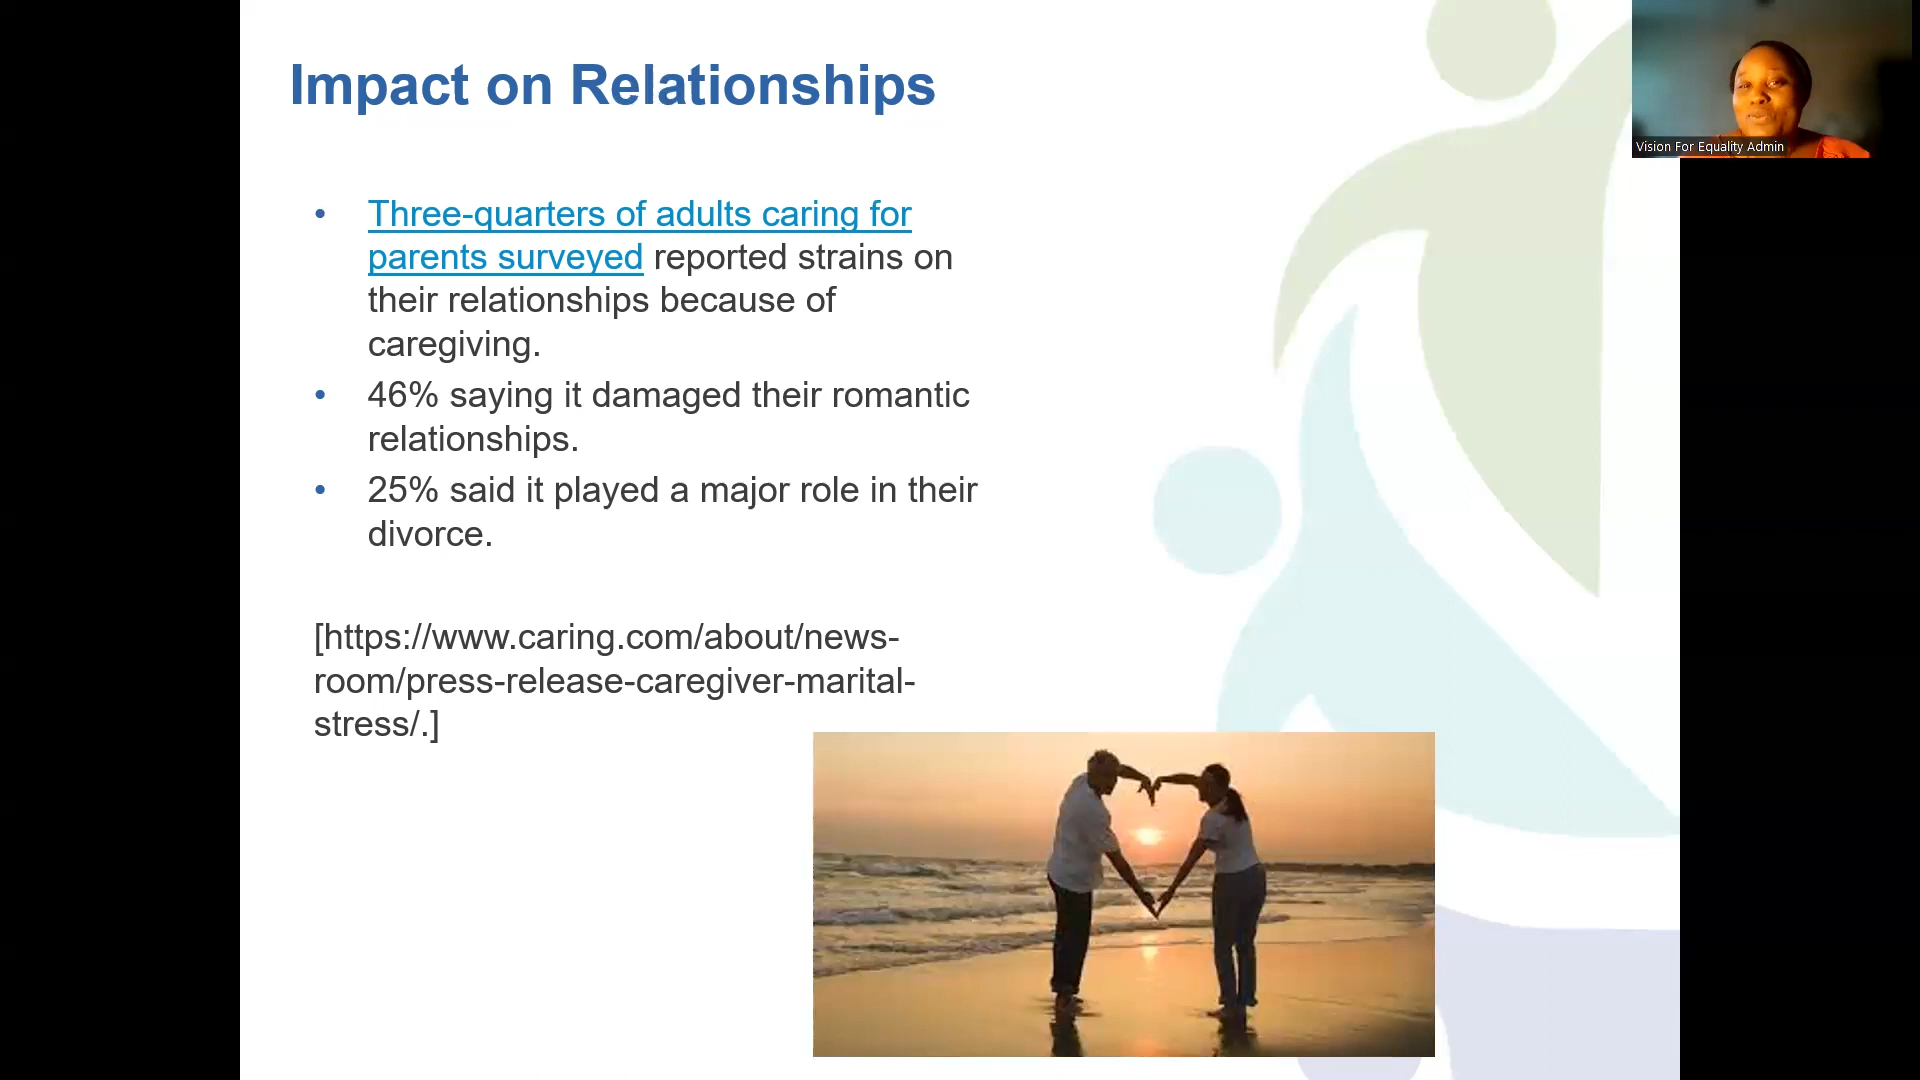 Impact on Relationships
Vision For Equality Admin
• Three-quarters of adults caring for
parents surveyed reported strains on
their relationships because of
caregiving.
• 46% saying it damaged their romantic
relationships.
• 25% said it played a major role in their
divorce.
[https://www.caring.com/about/news-
room/press-release-caregiver-marital-
stress/.]